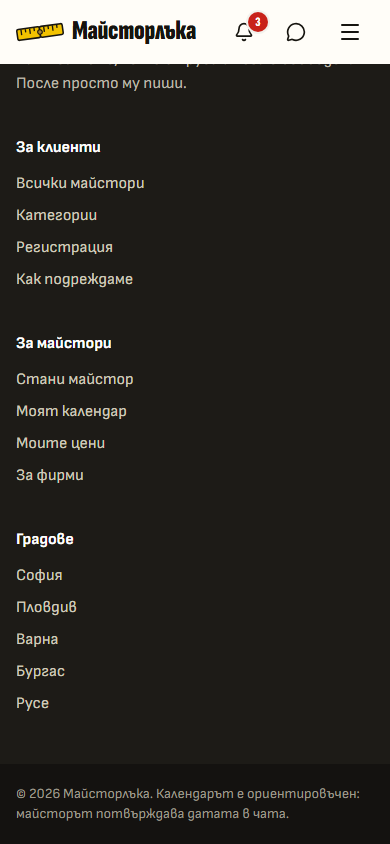 Майсторлъка
3
После просто му пиши.
За клиенти
Всички майстори
Категории
Регистрация
Как подреждаме
За майстори
Стани майстор
Моят календар
Моите цени
За фирми
Градове
София
Пловдив
Варна
Бургас
Русе
© 2026 Майсторлъка. Календарът е ориентировъчен:
майсторът потвърждава датата в чата.